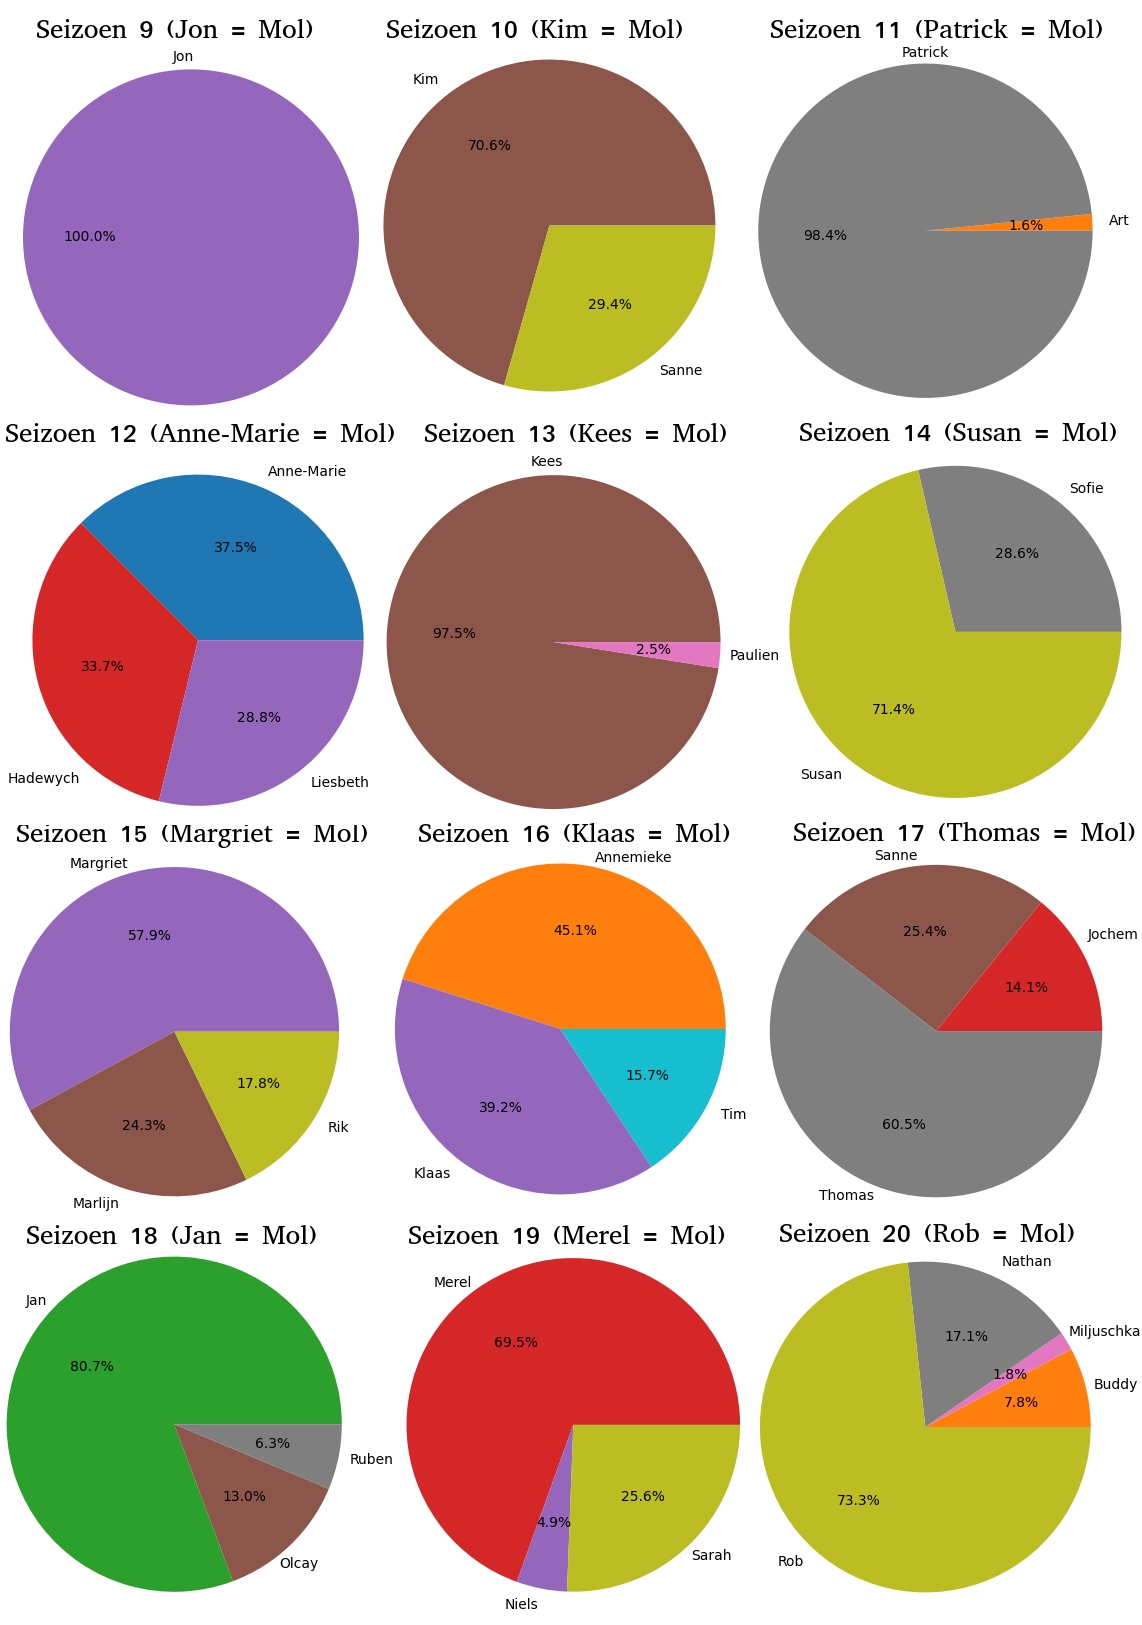 Seizoen 9 (Jon = Mol)
Jon
100.0%
Seizoen 10 (Kim = Mol)
Kim
70.6%
29.4%
Sanne
Seizoen 11 (Patrick = Mol)
Patrick
98.4%
1.6%
Art
Seizoen 12 (Anne-Marie = Mol)
Anne-Marie
37.5%
33.7%
28.8%
Hadewych
Liesbeth
Seizoen 13 (Kees = Mol)
Kees
97.5%
2.5%
Paulien
Seizoen 14 (Susan = Mol)
Sofie
28.6%
71.4%
Susan
Seizoen 15 (Margriet = Mol)
Margriet
57.9%
17.8%
24.3%
Rik
Marlijn
Seizoen 16 (Klaas = Mol)
Annemieke
45.1%
15.7%
39.2%
Tim
Klaas
Seizoen 17 (Thomas = Mol)
Sanne
25.4%
Jochem
14.1%
60.5%
Thomas
Seizoen 18 (Jan = Mol)
Jan
80.7%
6.3%
Ruben
13.0%
Olcay
Seizoen 19 (Merel = Mol)
Merel
69.5%
25.6%
4.9%
Sarah
Niels
Seizoen 20 (Rob = Mol)
Nathan
Miljuschka
17.1%
1.8%
Buddy
7.8%
73.3%
Rob